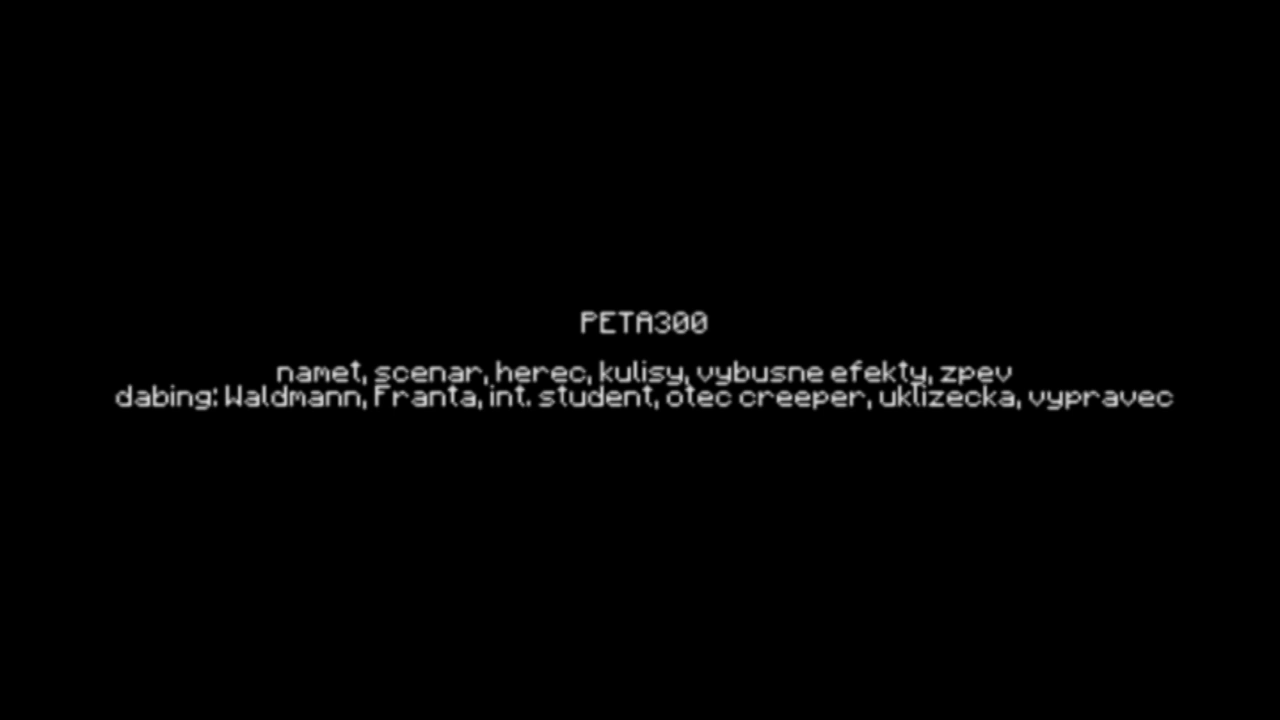 PETA300
namet, scenar, herec, kulisy, vybusne efekty, zpev
dabing: Waldmann, Franta, int. student, otec creeper, uklizecka, vypravec